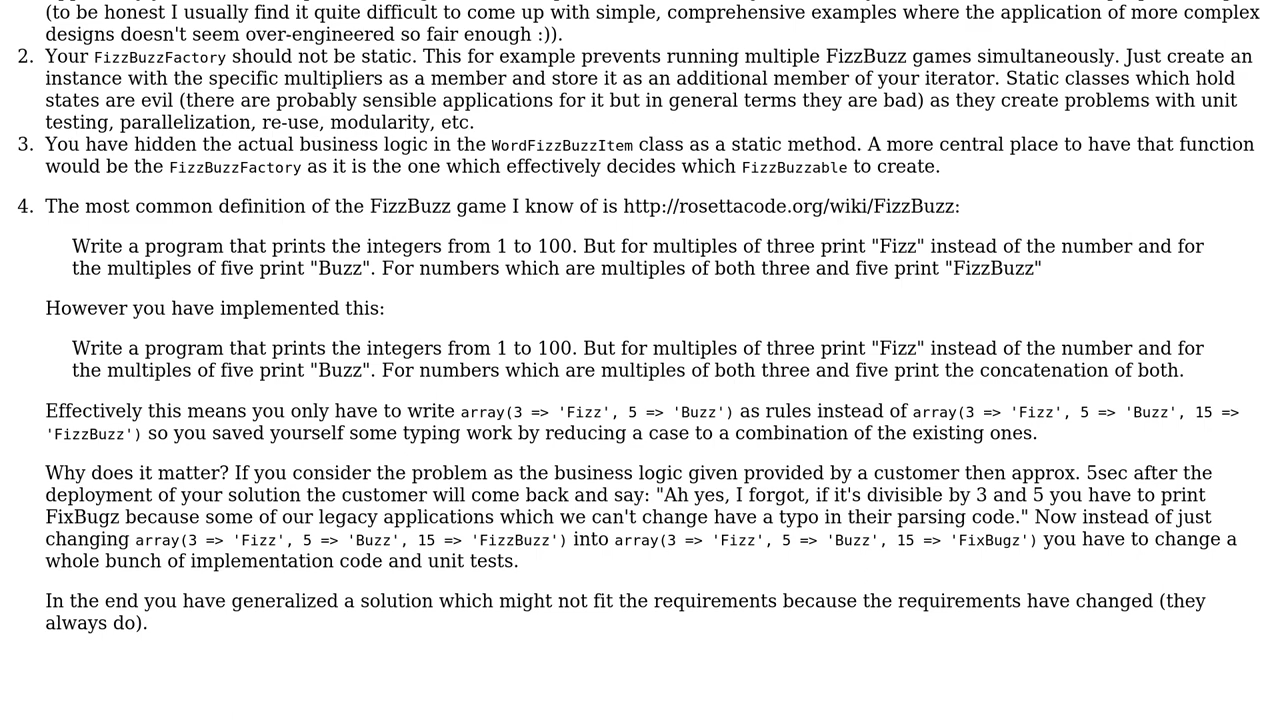 (to be honest I usually find it quite difficult to come up with simple, comprehensive examples where the application of more complex
designs doesn't seem over-engineered so fair enough :)).
2. Your FizzBuzzFactory should not be static. This for example prevents running multiple FizzBuzz games simultaneously. Just create an
instance with the specific multipliers as a member and store it as an additional member of your iterator. Static classes which hold
states are evil (there are probably sensible applications for it but in general terms they are bad) as they create problems with unit
testing, parallelization, re-use, modularity, etc.
3. You have hidden the actual business logic in the WordFizzBuzzItem class as a static method. A more central place to have that function
would be the FizzBuzzFactory as it is the one which effectively decides which FizzBuzzable to create.
4. The most common definition of the FizzBuzz game I know of is http://rosettacode.org/wiki/FizzBuzz:
Write a program that prints the integers from 1 to 100. But for multiples of three print "Fizz" instead of the number and for
the multiples of five print "Buzz". For numbers which are multiples of both three and five print "FizzBuzz"
However you have implemented this:
Write a program that prints the integers from 1 to 100. But for multiples of three print "Fizz" instead of the number and for
the multiples of five print "Buzz". For numbers which are multiples of both three and five print the concatenation of both.
Effectively this means you only have to write array(3 => 'Fizz', 5 => 'Buzz') as rules instead of array(3 => 'Fizz', 5 => 'Buzz', 15 =>
'FizzBuzz') so you saved yourself some typing work by reducing a case to a combination of the existing ones.
Why does it matter? If you consider the problem as the business logic given provided by a customer then approx. 5sec after the
deployment of your solution the customer will come back and say: "Ah yes, I forgot, if it's divisible by 3 and 5 you have to print
FixBugz because some of our legacy applications which we can't change have a typo in their parsing code." Now instead of just
changing array(3 => 'Fizz', 5 => 'Buzz', 15 => 'FizzBuzz') into array(3 => 'Fizz', 5 => 'Buzz', 15 => 'FixBugz') you have to change a
whole bunch of implementation code and unit tests.
In the end you have generalized a solution which might not fit the requirements because the requirements have changed (they
always do).